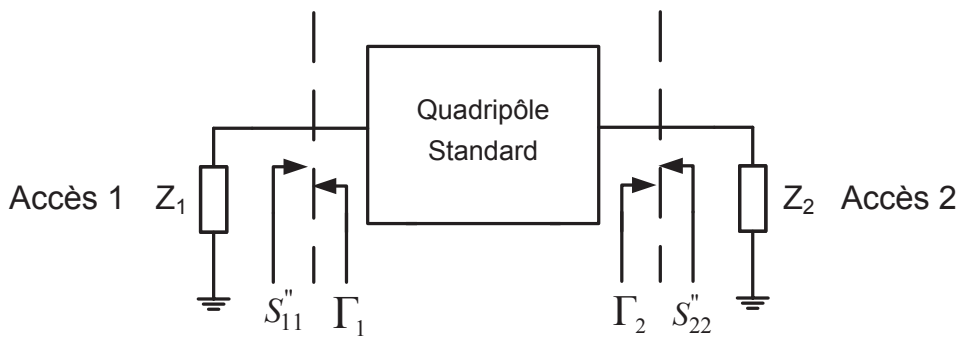 Quadripôle
Standard
Accès 1 Z₁
Z₂ Accès 2
S''₁₁ Γ₁
Γ₂ S''₂₂